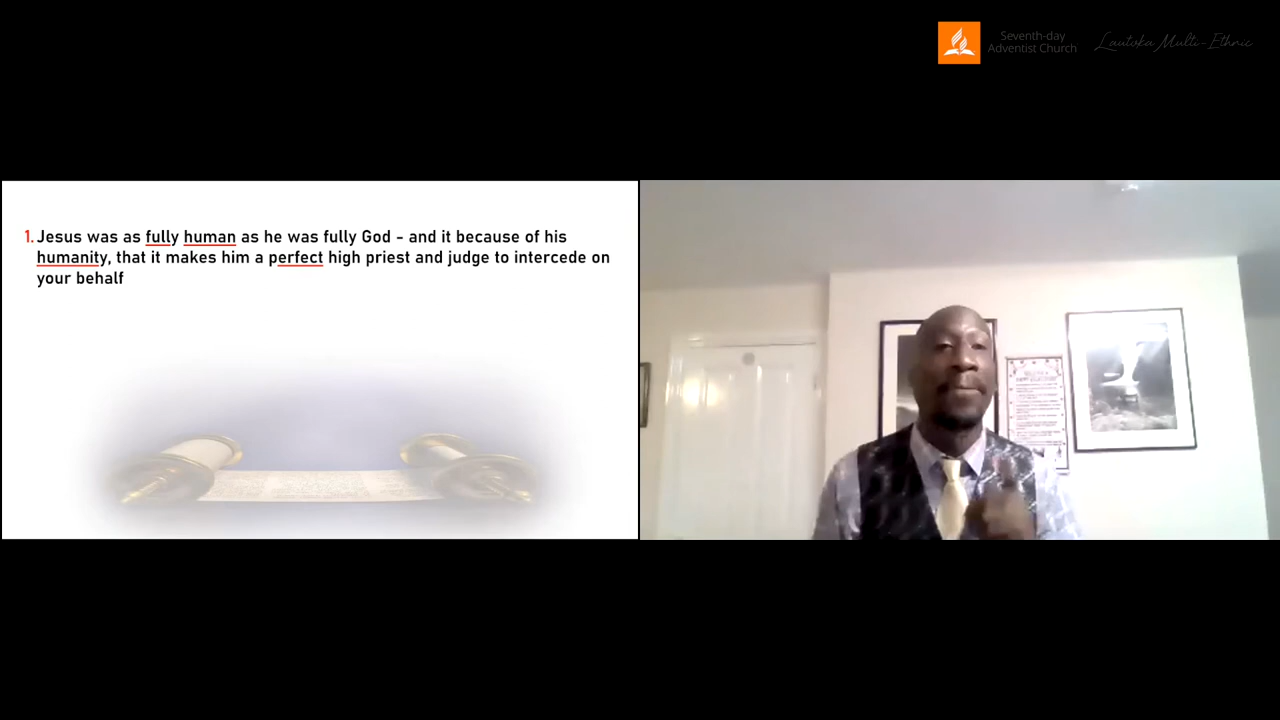 Seventh-day
Adventist Church
Lautoka Multi-Ethnic
1. Jesus was as fully human as he was fully God - and it because of his
humanity, that it makes him a perfect high priest and judge to intercede on
your behalf